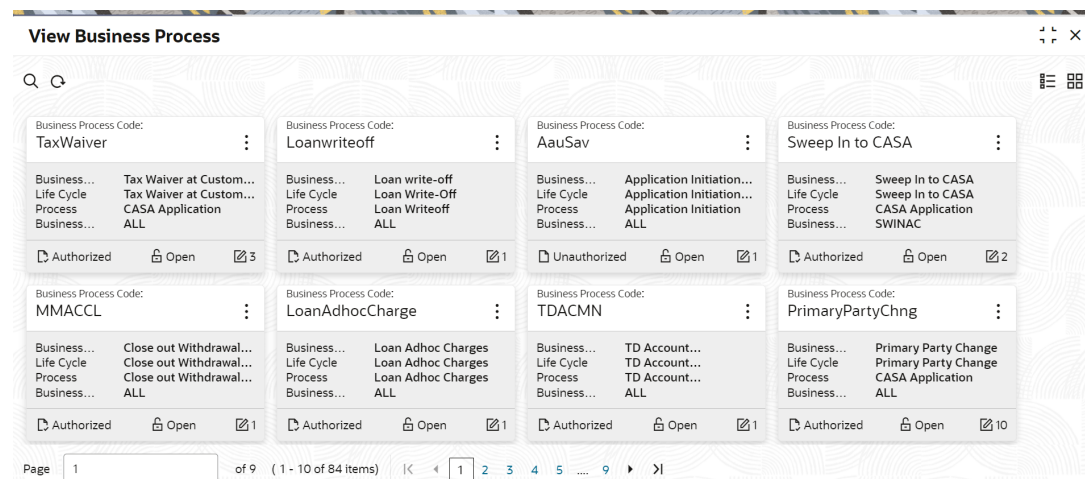 View Business Process
Business Process Code:
TaxWaiver
Business... Tax Waiver at Custom...
Life Cycle Tax Waiver at Custom...
Process CASA Application
Business... ALL
Authorized Open 3
Business Process Code:
Loanwriteoff
Business... Loan write-off
Life Cycle Loan Write-Off
Process Loan Writeoff
Business... ALL
Authorized Open 1
Business Process Code:
AauSav
Business... Application Initiation...
Life Cycle Application Initiation...
Process Application Initiation
Business... ALL
Unauthorized Open 1
Business Process Code:
Sweep In to CASA
Business... Sweep In to CASA
Life Cycle Sweep In to CASA
Process CASA Application
Business... SWINAC
Authorized Open 2
Business Process Code:
MMACCL
Business... Close out Withdrawal...
Life Cycle Close out Withdrawal...
Process Close out Withdrawal...
Business... ALL
Authorized Open 1
Business Process Code:
LoanAdhocCharge
Business... Loan Adhoc Charges
Life Cycle Loan Adhoc Charges
Process Loan Adhoc Charges
Business... ALL
Authorized Open 1
Business Process Code:
TDACMN
Business... TD Account...
Life Cycle TD Account...
Process TD Account...
Business... ALL
Authorized Open 1
Business Process Code:
PrimaryPartyChng
Business... Primary Party Change
Life Cycle Primary Party Change
Process CASA Application
Business... ALL
Authorized Open 10
Page 1 of 9 ( 1 - 10 of 84 items) 1 2 3 4 5 .... 9